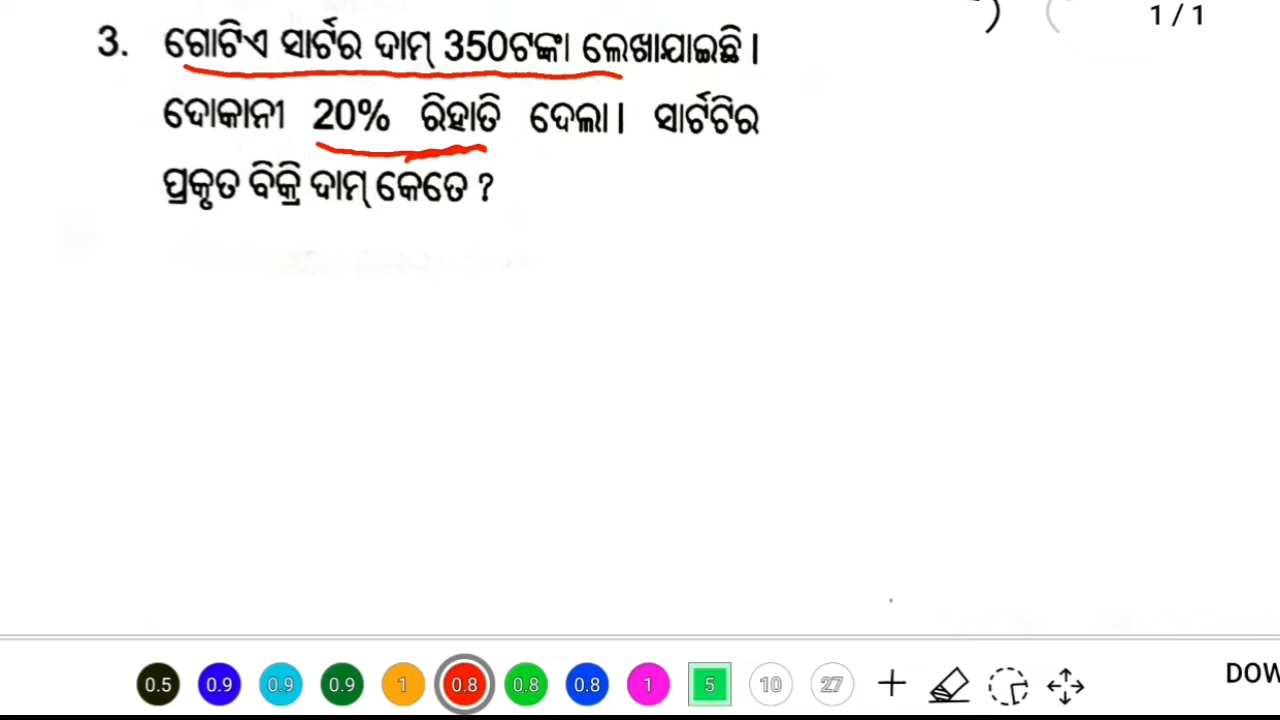 1 / 1
3. ଗୋଟିଏ ସାର୍ଟର ଦାମ୍ 350ଟଙ୍କା ଲେଖାଯାଇଛି।
ଦୋକାନୀ 20% ରିହାତି ଦେଲା। ସାର୍ଟଟିର
ପ୍ରକୃତ ବିକ୍ରି ଦାମ୍ କେତେ ?
0.5 0.9 0.9 0.9 1 0.8 0.8 0.8 1 5 10 27